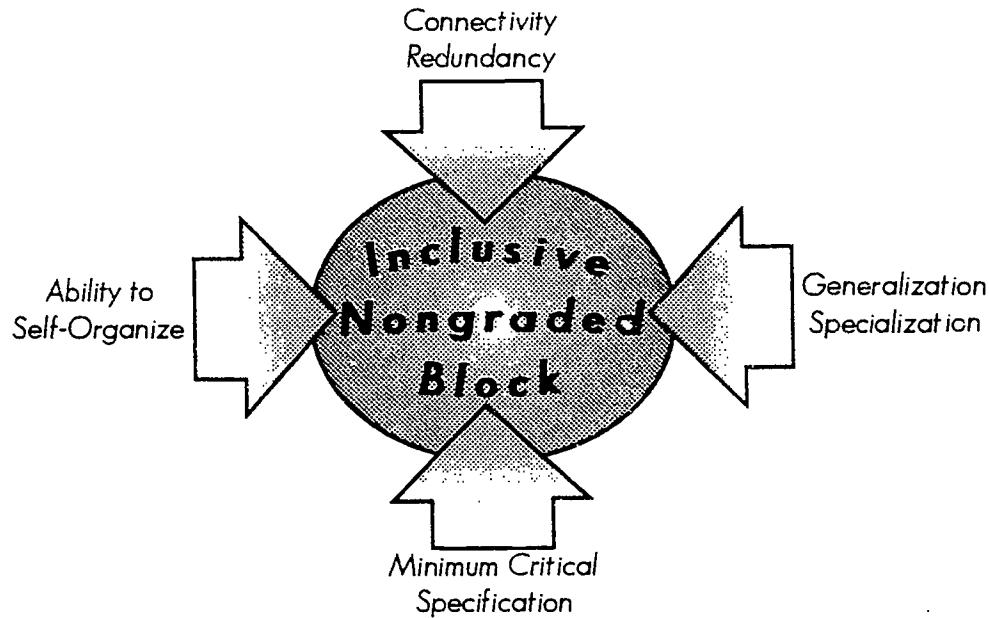 Connectivity
Redundancy
Ability to
Self-Organize
Inclusive
Nongraded
Block
Generalization
Specialization
Minimum Critical
Specification